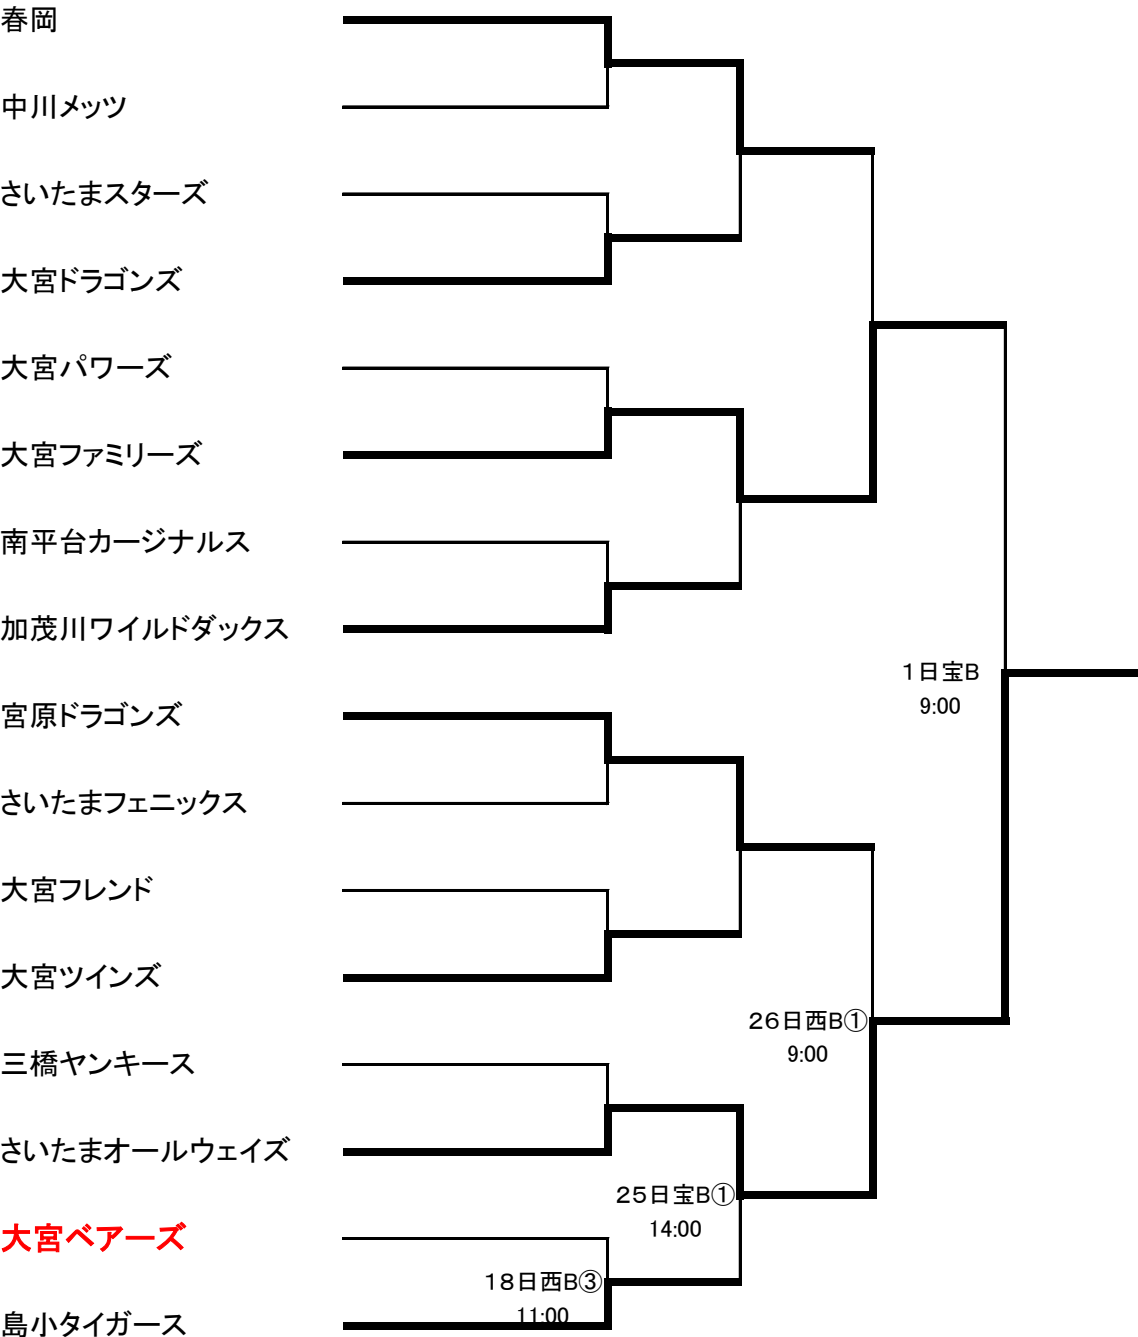 春岡
中川メッツ
さいたまスターズ
大宮ドラゴンズ
大宮パワーズ
大宮ファミリーズ
南平台カージナルス
加茂川ワイルドダックス
1日宝B
9:00
宮原ドラゴンズ
さいたまフェニックス
大宮フレンド
大宮ツインズ
26日西B①
9:00
三橋ヤンキース
さいたまオールウェイズ
25日宝B①
14:00
大宮ベアーズ
18日西B③
11:00
島小タイガース